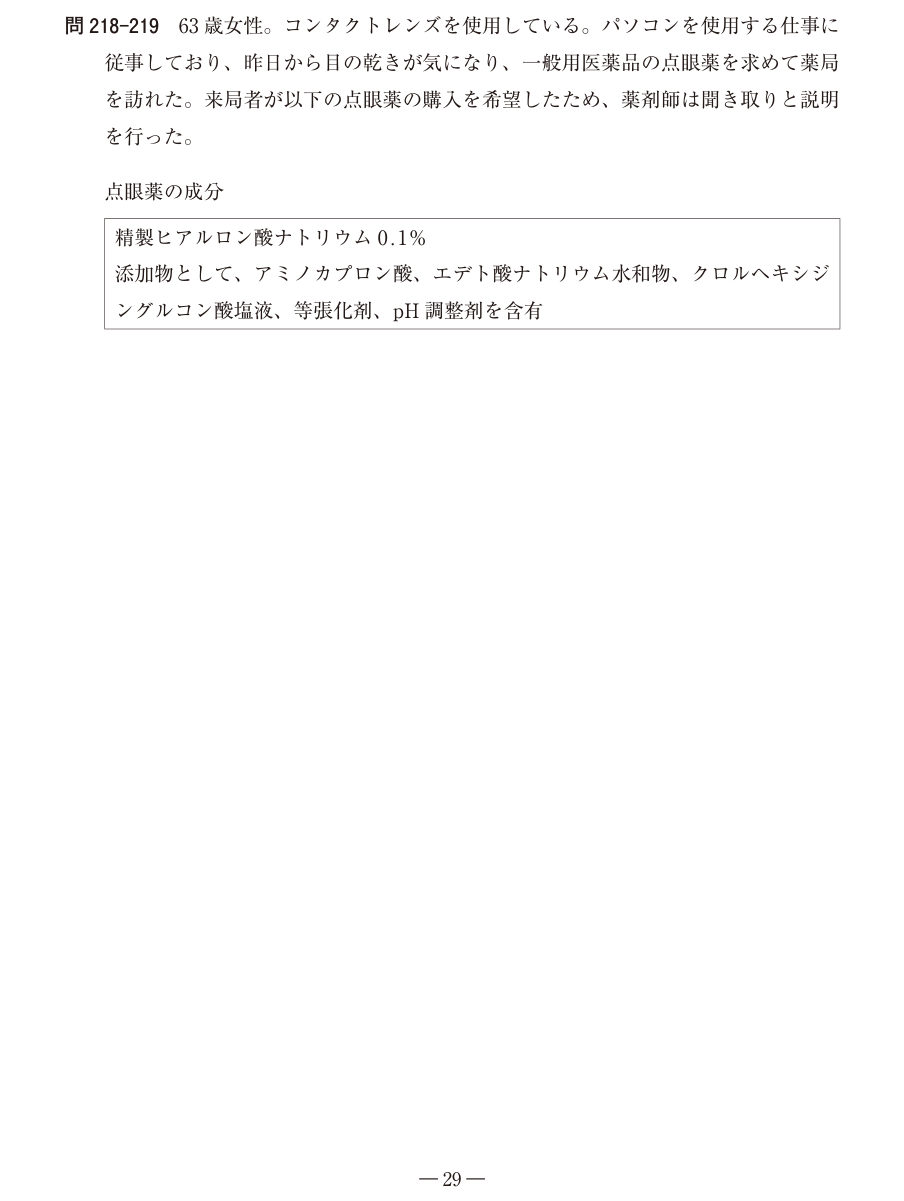 問 218−219　63 歳女性。コンタクトレンズを使用している。パソコンを使用する仕事に
従事しており、昨日から目の乾きが気になり、一般用医薬品の点眼薬を求めて薬局
を訪れた。来局者が以下の点眼薬の購入を希望したため、薬剤師は聞き取りと説明
を行った。
点眼薬の成分
精製ヒアルロン酸ナトリウム 0.1%
添加物として、アミノカプロン酸、エデト酸ナトリウム水和物、クロルヘキシジ
ングルコン酸塩液、等張化剤、pH 調整剤を含有
― 29 ―